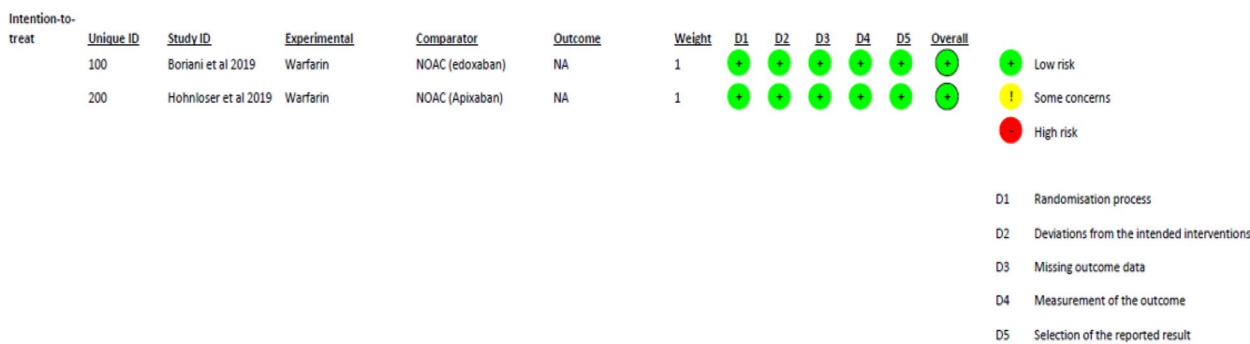 Intention-to-
treat Unique ID Study ID Experimental Comparator Outcome Weight D1 D2 D3 D4 D5 Overall
100 Boriani et al 2019 Warfarin NOAC (edoxaban) NA 1 + + + + + + + Low risk
200 Hohnloser et al 2019 Warfarin NOAC (Apixaban) NA 1 + + + + + + ! Some concerns
- High risk
D1 Randomisation process
D2 Deviations from the intended interventions
D3 Missing outcome data
D4 Measurement of the outcome
D5 Selection of the reported result